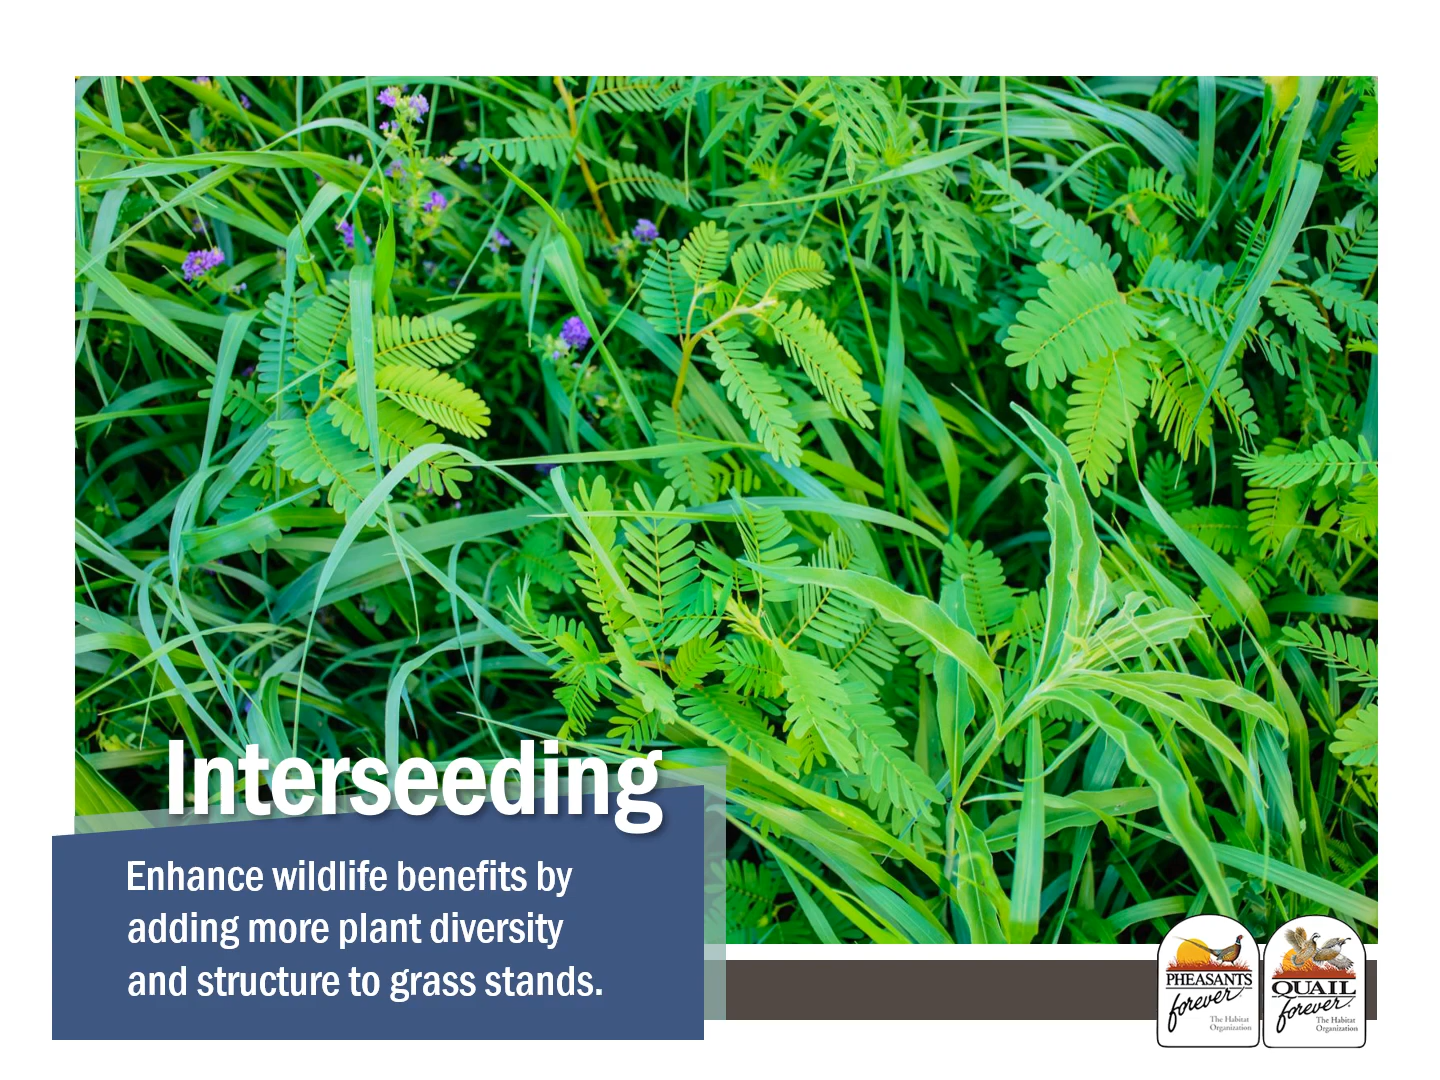 Interseeding
Enhance wildlife benefits by
adding more plant diversity
and structure to grass stands.
PHEASANTS
forever
The Habitat
Organization
QUAIL
forever
The Habitat
Organization